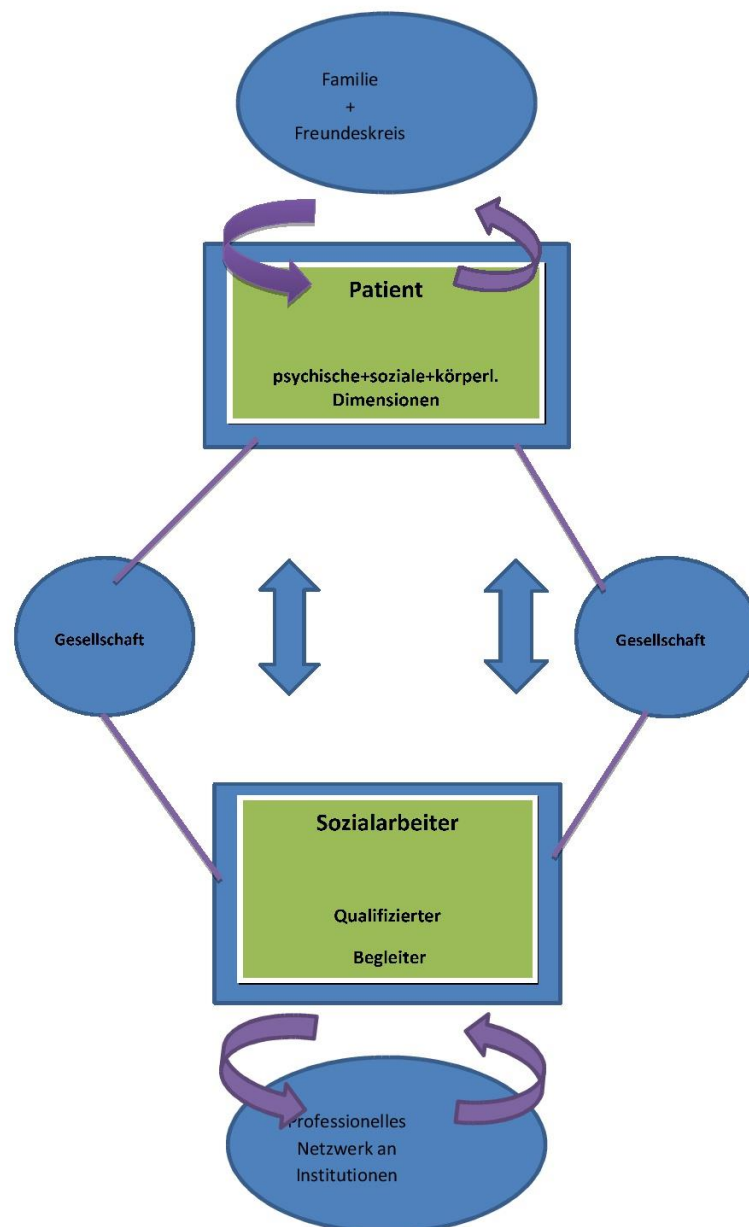 Familie
+
Freundeskreis
Patient
psychische+soziale+körperl.
Dimensionen
Gesellschaft
Gesellschaft
Sozialarbeiter
Qualifizierter
Begleiter
Professionelles
Netzwerk an
Institutionen